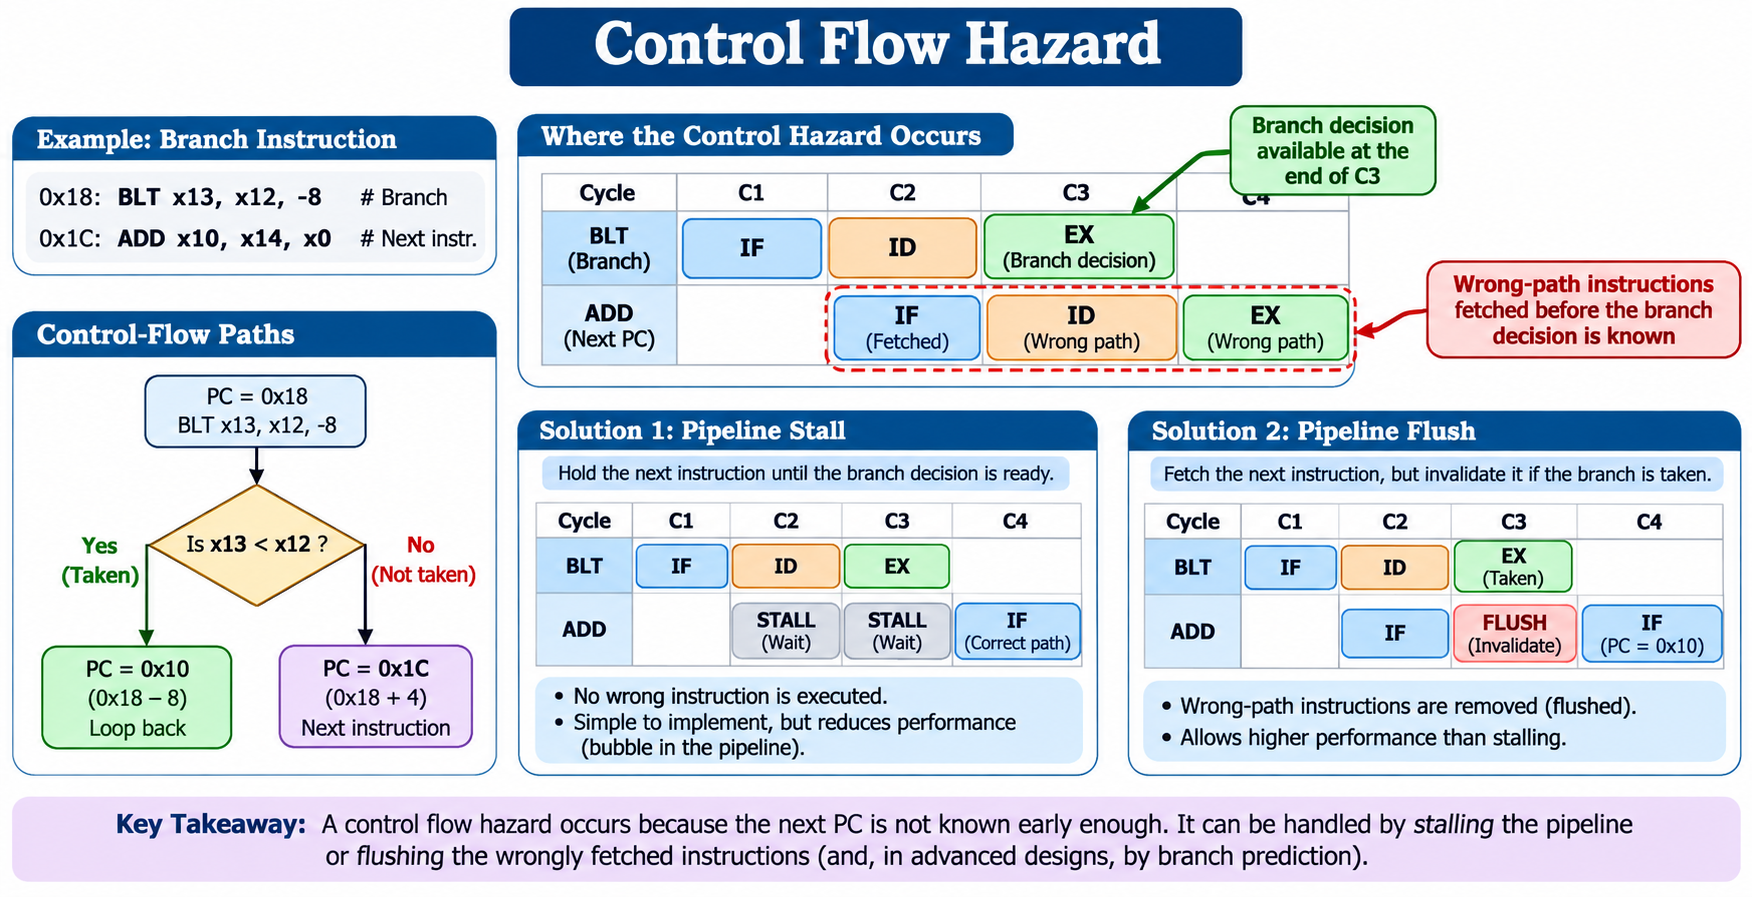 Control Flow Hazard
Example: Branch Instruction
0x18: BLT x13, x12, -8 # Branch
0x1C: ADD x10, x14, x0 # Next instr.
Control-Flow Paths
PC = 0x18
BLT x13, x12, -8
Is x13 < x12 ?
Yes
(Taken)
No
(Not taken)
PC = 0x10
(0x18 – 8)
Loop back
PC = 0x1C
(0x18 + 4)
Next instruction
Where the Control Hazard Occurs
Branch decision
available at the
end of C3
Cycle C1 C2 C3 C4
BLT
(Branch)
IF
ID
EX
(Branch decision)
ADD
(Next PC)
IF
(Fetched)
ID
(Wrong path)
EX
(Wrong path)
Wrong-path instructions
fetched before the branch
decision is known
Solution 1: Pipeline Stall
Hold the next instruction until the branch decision is ready.
Cycle C1 C2 C3 C4
BLT IF ID EX
ADD
STALL
(Wait)
STALL
(Wait)
IF
(Correct path)
• No wrong instruction is executed.
• Simple to implement, but reduces performance
(bubble in the pipeline).
Solution 2: Pipeline Flush
Fetch the next instruction, but invalidate it if the branch is taken.
Cycle C1 C2 C3 C4
BLT IF ID
EX
(Taken)
ADD IF
FLUSH
(Invalidate)
IF
(PC = 0x10)
• Wrong-path instructions are removed (flushed).
• Allows higher performance than stalling.
Key Takeaway: A control flow hazard occurs because the next PC is not known early enough. It can be handled by stalling the pipeline
or flushing the wrongly fetched instructions (and, in advanced designs, by branch prediction).